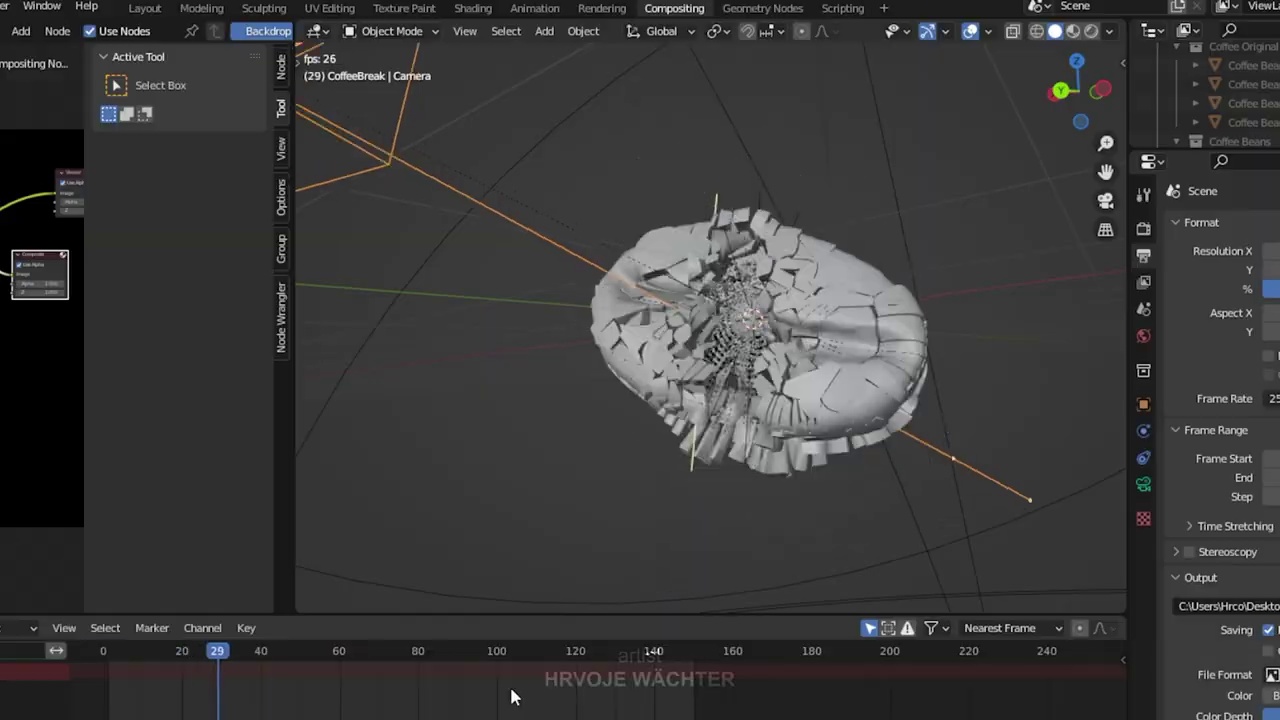 Window Help Layout Modeling Sculpting UV Editing Texture Paint Shading Animation Rendering Compositing Geometry Nodes Scripting + Scene
Add Node Use Nodes Backdrop Object Mode View Select Add Object Global
Coffee Original
Coffee Bea
Coffee Bea
Coffee Bea
Coffee Bea
Coffee Beans
Active Tool
Select Box
Node
Tool
View
Options
Group
Node Wrangler
fps: 26
(29) CoffeeBreak | Camera
Z
Y
Scene
Format
Resolution X
Y
%
Aspect X
Y
Frame Rate 25
Frame Range
Frame Start
End
Step
Time Stretching
Stereoscopy
Output
C:\Users\Hrco\Deskto
Saving
File Format
Color B
Color Depth
View Select Marker Channel Key Nearest Frame
0 20 29 40 60 80 100 120 140 160 180 200 220 240
artist
HRVOJE WÄCHTER